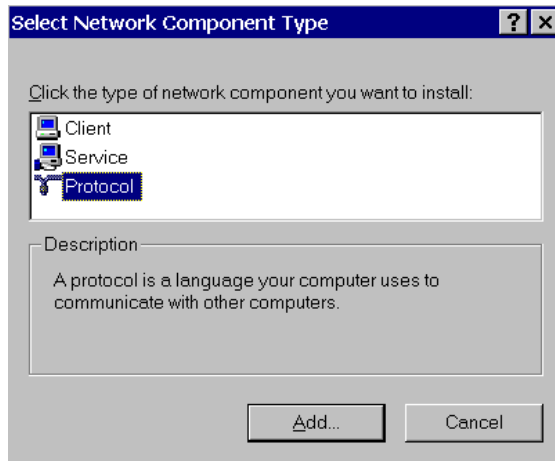 Select Network Component Type
Click the type of network component you want to install:
Client
Service
Protocol
Description
A protocol is a language your computer uses to
communicate with other computers.
Add...
Cancel